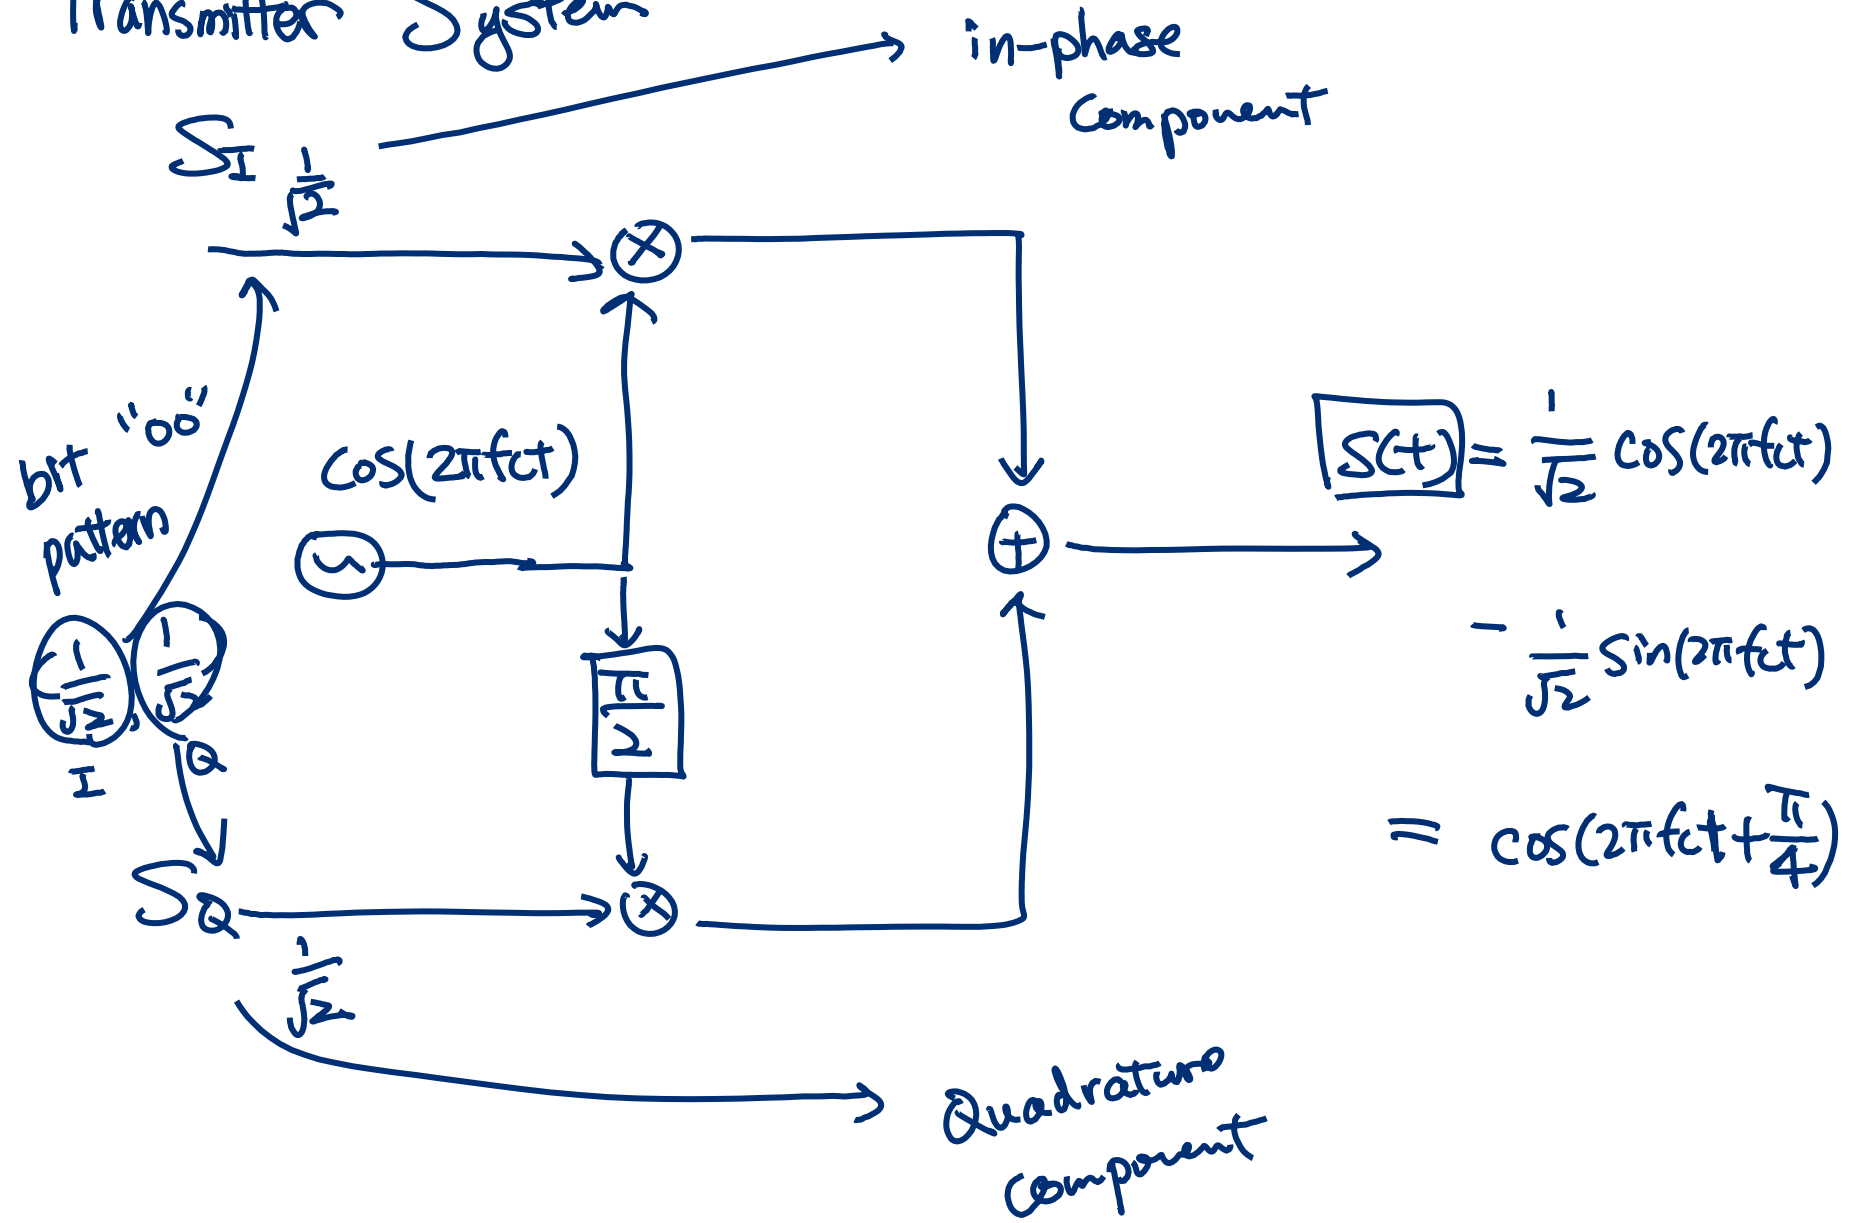 Transmitter System
in-phase
component
S_I 1/√2
bit "00"
pattern
cos(2πfct)
S(t) = 1/√2 cos(2πfct)
+
- 1/√2 sin(2πfct)
(1/√2, 1/√2)
I Q
π/2
= cos(2πfct + π/4)
S_Q
1/√2
Quadrature
component